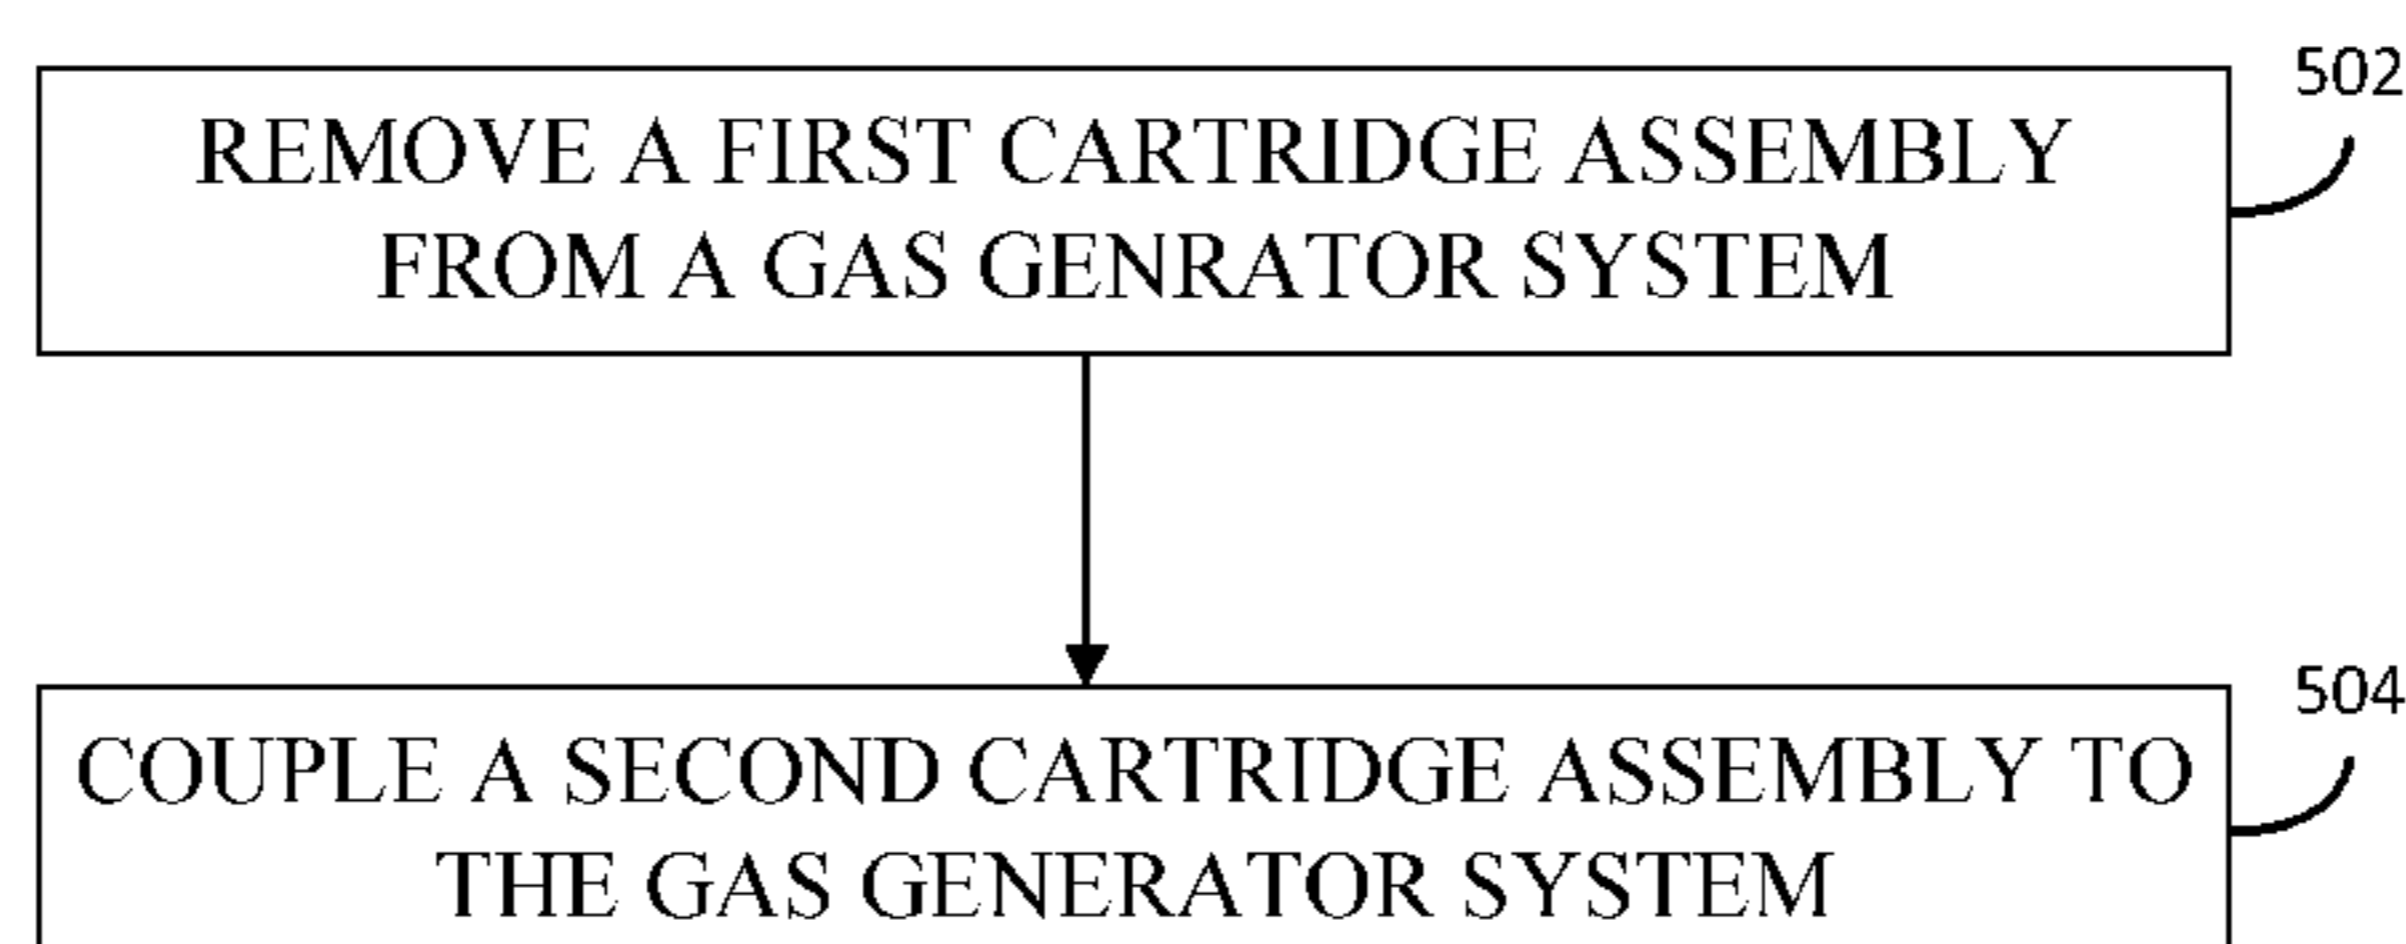 502
REMOVE A FIRST CARTRIDGE ASSEMBLY
FROM A GAS GENRATOR SYSTEM
504
COUPLE A SECOND CARTRIDGE ASSEMBLY TO
THE GAS GENERATOR SYSTEM